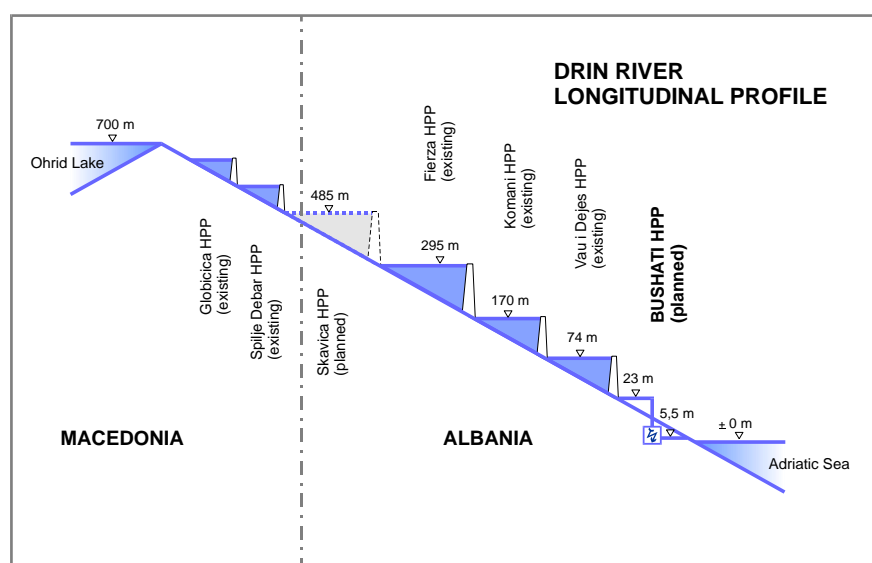 DRIN RIVER
LONGITUDINAL PROFILE
700 m
Ohrid Lake
Globicica HPP
(existing)
Spilje Debar HPP
(existing)
485 m
Skavica HPP
(planned)
Fierza HPP
(existing)
295 m
Komani HPP
(existing)
170 m
Vau i Dejes HPP
(existing)
74 m
BUSHATI HPP
(planned)
23 m
5,5 m
± 0 m
Adriatic Sea
MACEDONIA
ALBANIA